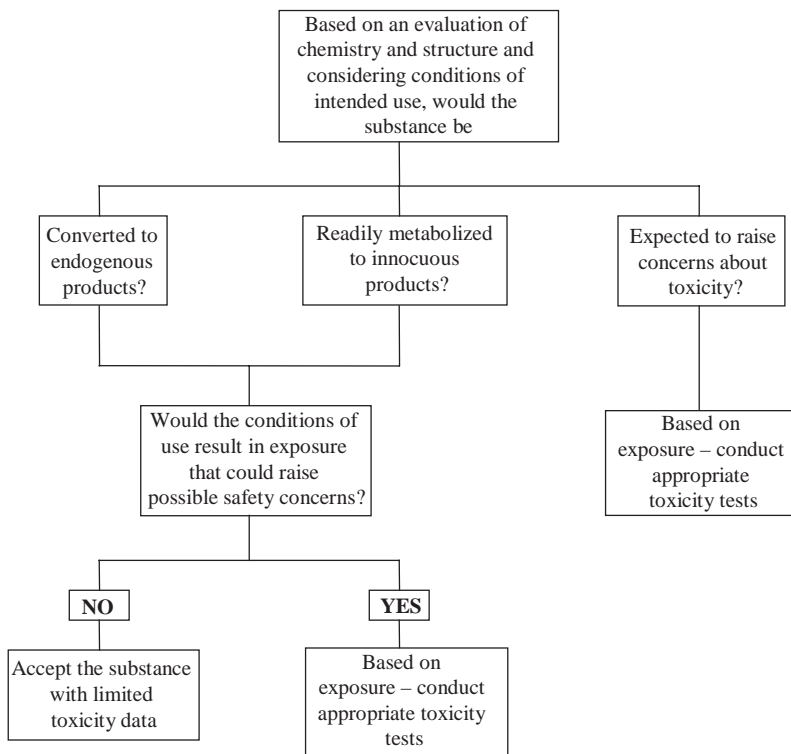 Based on an evaluation of
chemistry and structure and
considering conditions of
intended use, would the
substance be
Converted to
endogenous
products?
Readily metabolized
to innocuous
products?
Expected to raise
concerns about
toxicity?
Would the conditions of
use result in exposure
that could raise
possible safety concerns?
Based on
exposure – conduct
appropriate
toxicity tests
NO
YES
Accept the substance
with limited
toxicity data
Based on
exposure – conduct
appropriate toxicity
tests